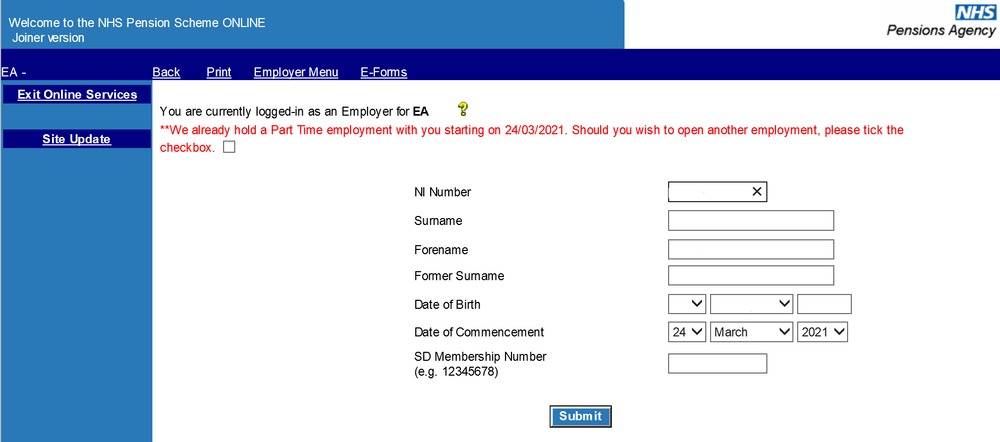 Welcome to the NHS Pension Scheme ONLINE
Joiner version
NHS
Pensions Agency
EA -
Back Print Employer Menu E-Forms
Exit Online Services
Site Update
You are currently logged-in as an Employer for EA ?
**We already hold a Part Time employment with you starting on 24/03/2021. Should you wish to open another employment, please tick the
checkbox.
NI Number
Surname
Forename
Former Surname
Date of Birth
Date of Commencement 24 March 2021
SD Membership Number
(e.g. 12345678)
Submit